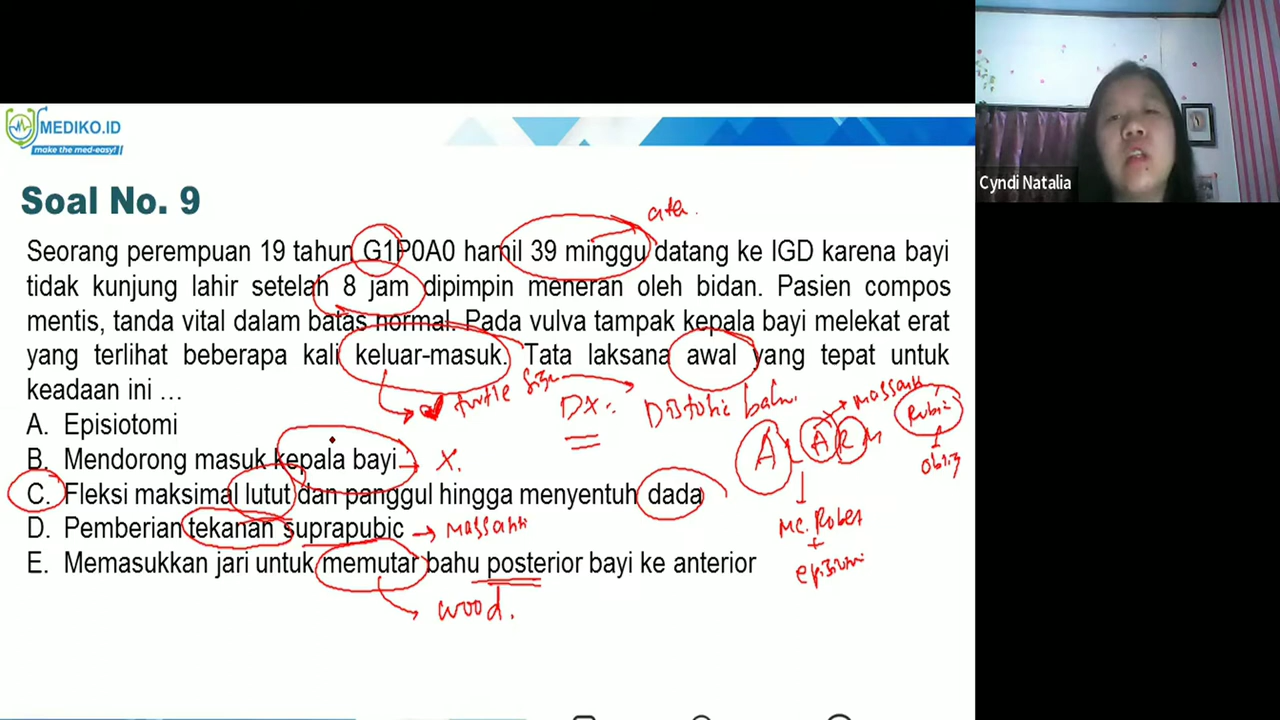 MEDIKO.ID
make the med-easy!
Cyndi Natalia
Soal No. 9
aterm.
Seorang perempuan 19 tahun G1P0A0 hamil 39 minggu datang ke IGD karena bayi
tidak kunjung lahir setelah 8 jam dipimpin meneran oleh bidan. Pasien compos
mentis, tanda vital dalam batas normal. Pada vulva tampak kepala bayi melekat erat
yang terlihat beberapa kali keluar-masuk. Tata laksana awal yang tepat untuk
keadaan ini ...
turtle sign
DX:
Distokia bahu.
A L A R M
massanti
Rubin
A. Episiotomi
B. Mendorong masuk kepala bayi
X.
C. Fleksi maksimal lutut dan panggul hingga menyentuh dada
D. Pemberian tekanan suprapubic
massanti
Mc. Robert
+
E. Memasukkan jari untuk memutar bahu posterior bayi ke anterior
wood.